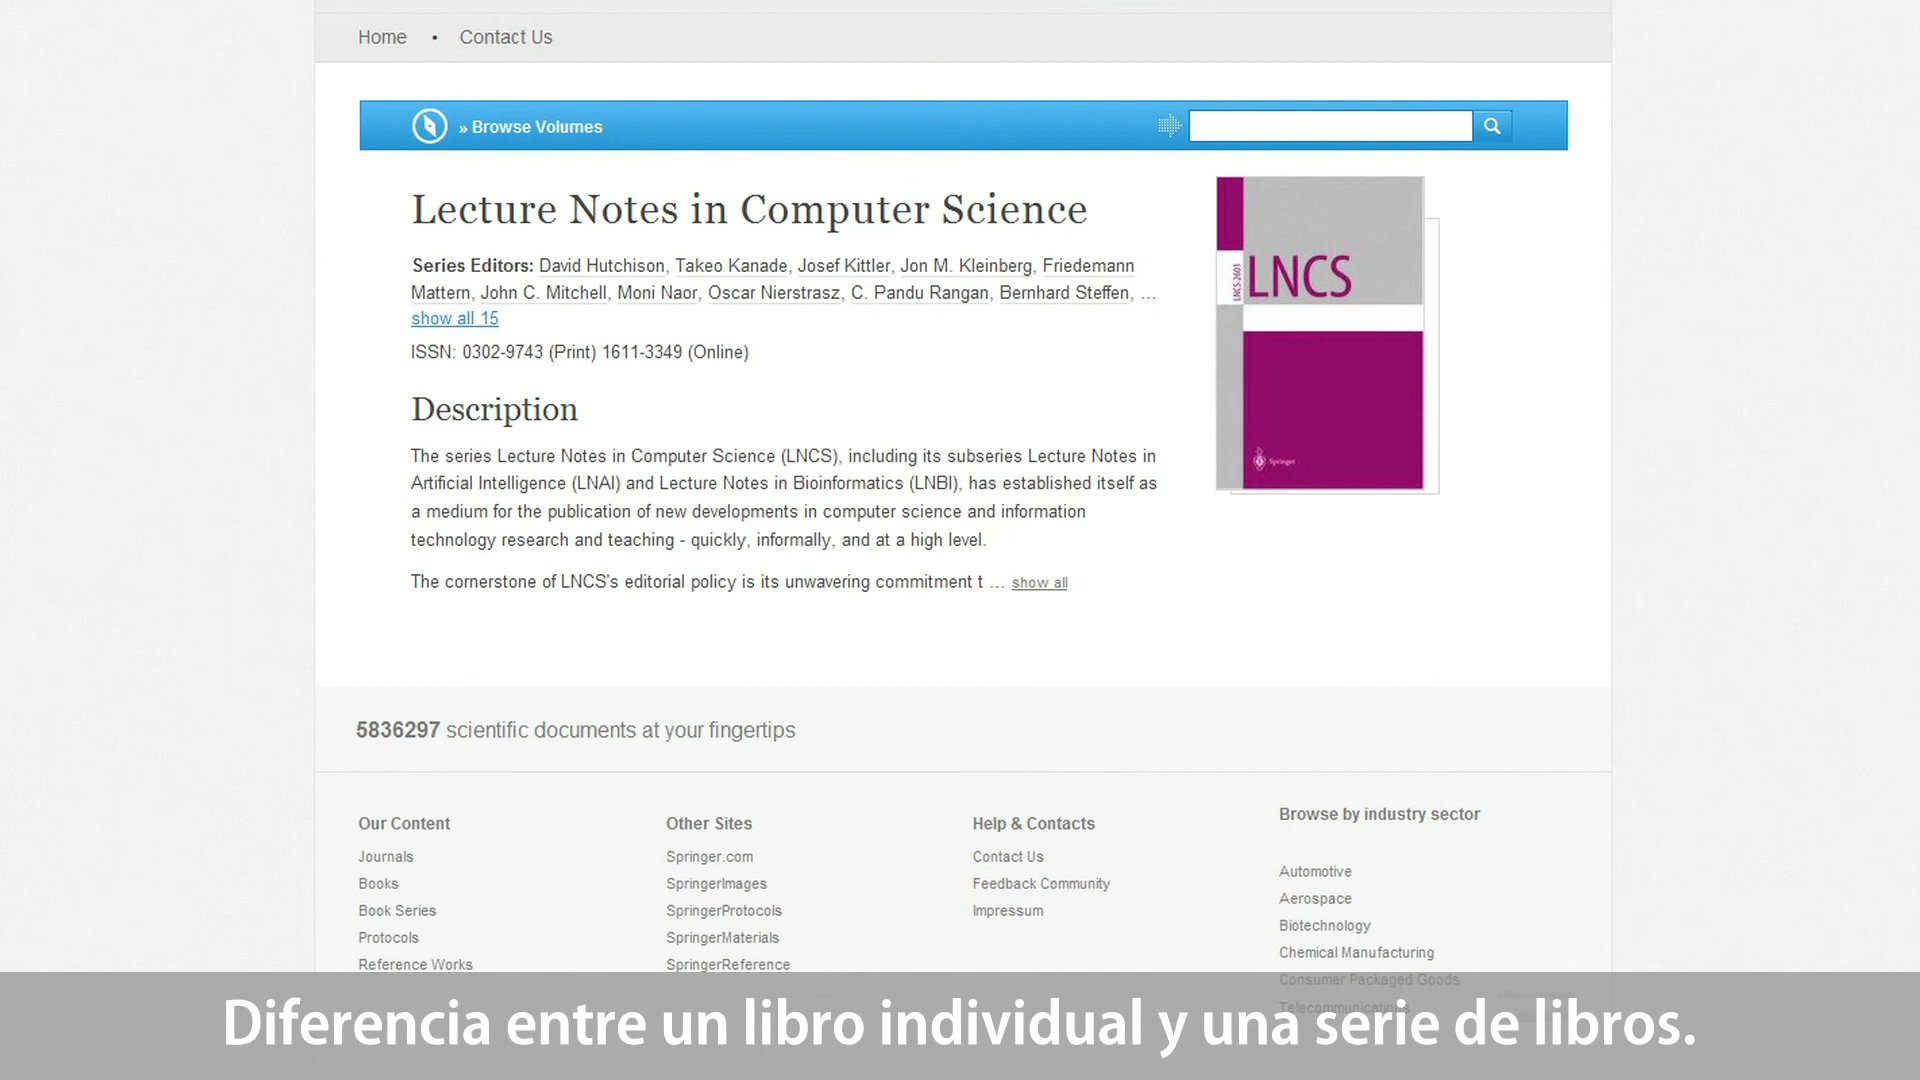 Home • Contact Us
» Browse Volumes
Lecture Notes in Computer Science
Series Editors: David Hutchison, Takeo Kanade, Josef Kittler, Jon M. Kleinberg, Friedemann
Mattern, John C. Mitchell, Moni Naor, Oscar Nierstrasz, C. Pandu Rangan, Bernhard Steffen, ...
show all 15
ISSN: 0302-9743 (Print) 1611-3349 (Online)
LNCS 2601
LNCS
Springer
Description
The series Lecture Notes in Computer Science (LNCS), including its subseries Lecture Notes in
Artificial Intelligence (LNAI) and Lecture Notes in Bioinformatics (LNBI), has established itself as
a medium for the publication of new developments in computer science and information
technology research and teaching - quickly, informally, and at a high level.
The cornerstone of LNCS's editorial policy is its unwavering commitment t ... show all
5836297 scientific documents at your fingertips
Our Content
Journals
Books
Book Series
Protocols
Reference Works
Other Sites
Springer.com
SpringerImages
SpringerProtocols
SpringerMaterials
SpringerReference
Help & Contacts
Contact Us
Feedback Community
Impressum
Browse by industry sector
Automotive
Aerospace
Biotechnology
Chemical Manufacturing
Consumer Packaged Goods
Telecommunications
Diferencia entre un libro individual y una serie de libros.